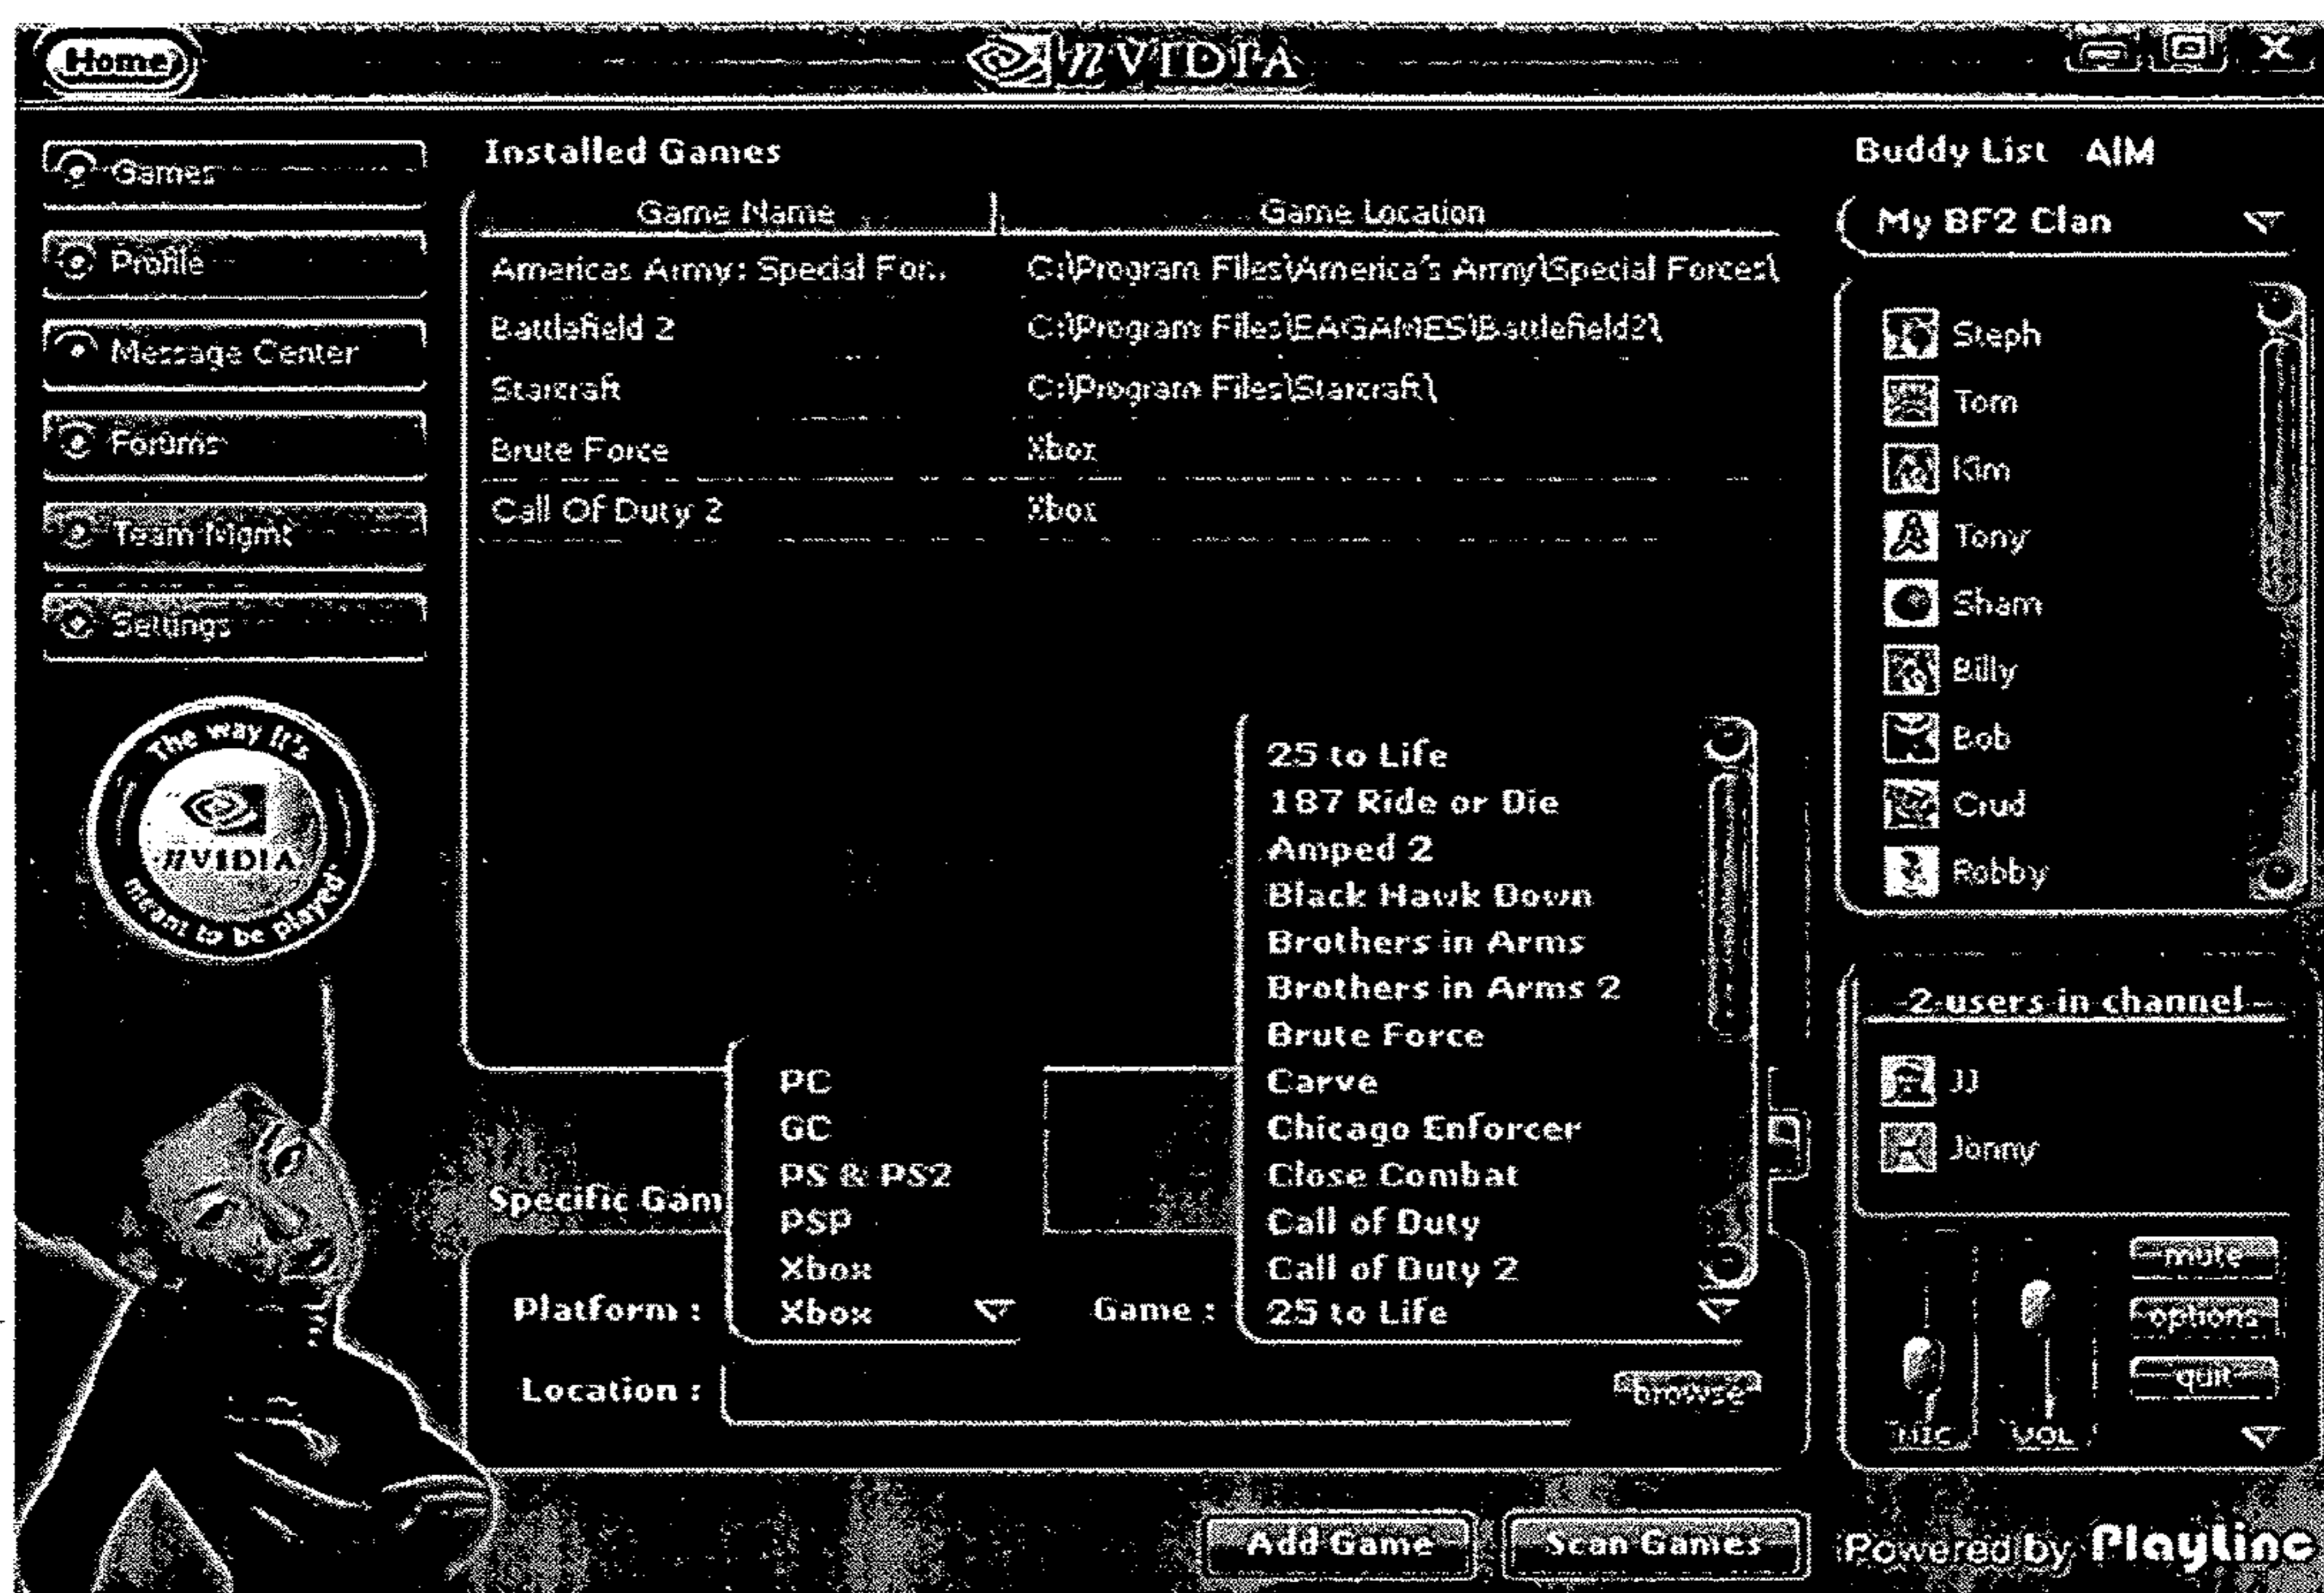 Home
nVIDIA
Games
Profile
Message Center
Forums
Team Mgmt
Settings
The way it's
nVIDIA
meant to be played
Installed Games
Game Name Game Location
Americas Army: Special For... C:\Program Files\America's Army\Special Forces\
Battlefield 2 C:\Program Files\EAGAMES\Battlefield2\
Starcraft C:\Program Files\Starcraft\
Brute Force Xbox
Call Of Duty 2 Xbox
25 to Life
187 Ride or Die
Amped 2
Black Hawk Down
Brothers in Arms
Brothers in Arms 2
Brute Force
Carve
Chicago Enforcer
Close Combat
Call of Duty
Call of Duty 2
PC
GC
PS & PS2
PSP
Xbox
Specific Gam
Platform : Xbox Game : 25 to Life
Location : browse
Add Game Scan Games
Buddy List AIM
My BF2 Clan
Steph
Tom
Kim
Tony
Sham
Billy
Bob
Crud
Robby
2 users in channel
JJ
Jonny
mute
options
quit
MIC VOL
Powered by Playlinc